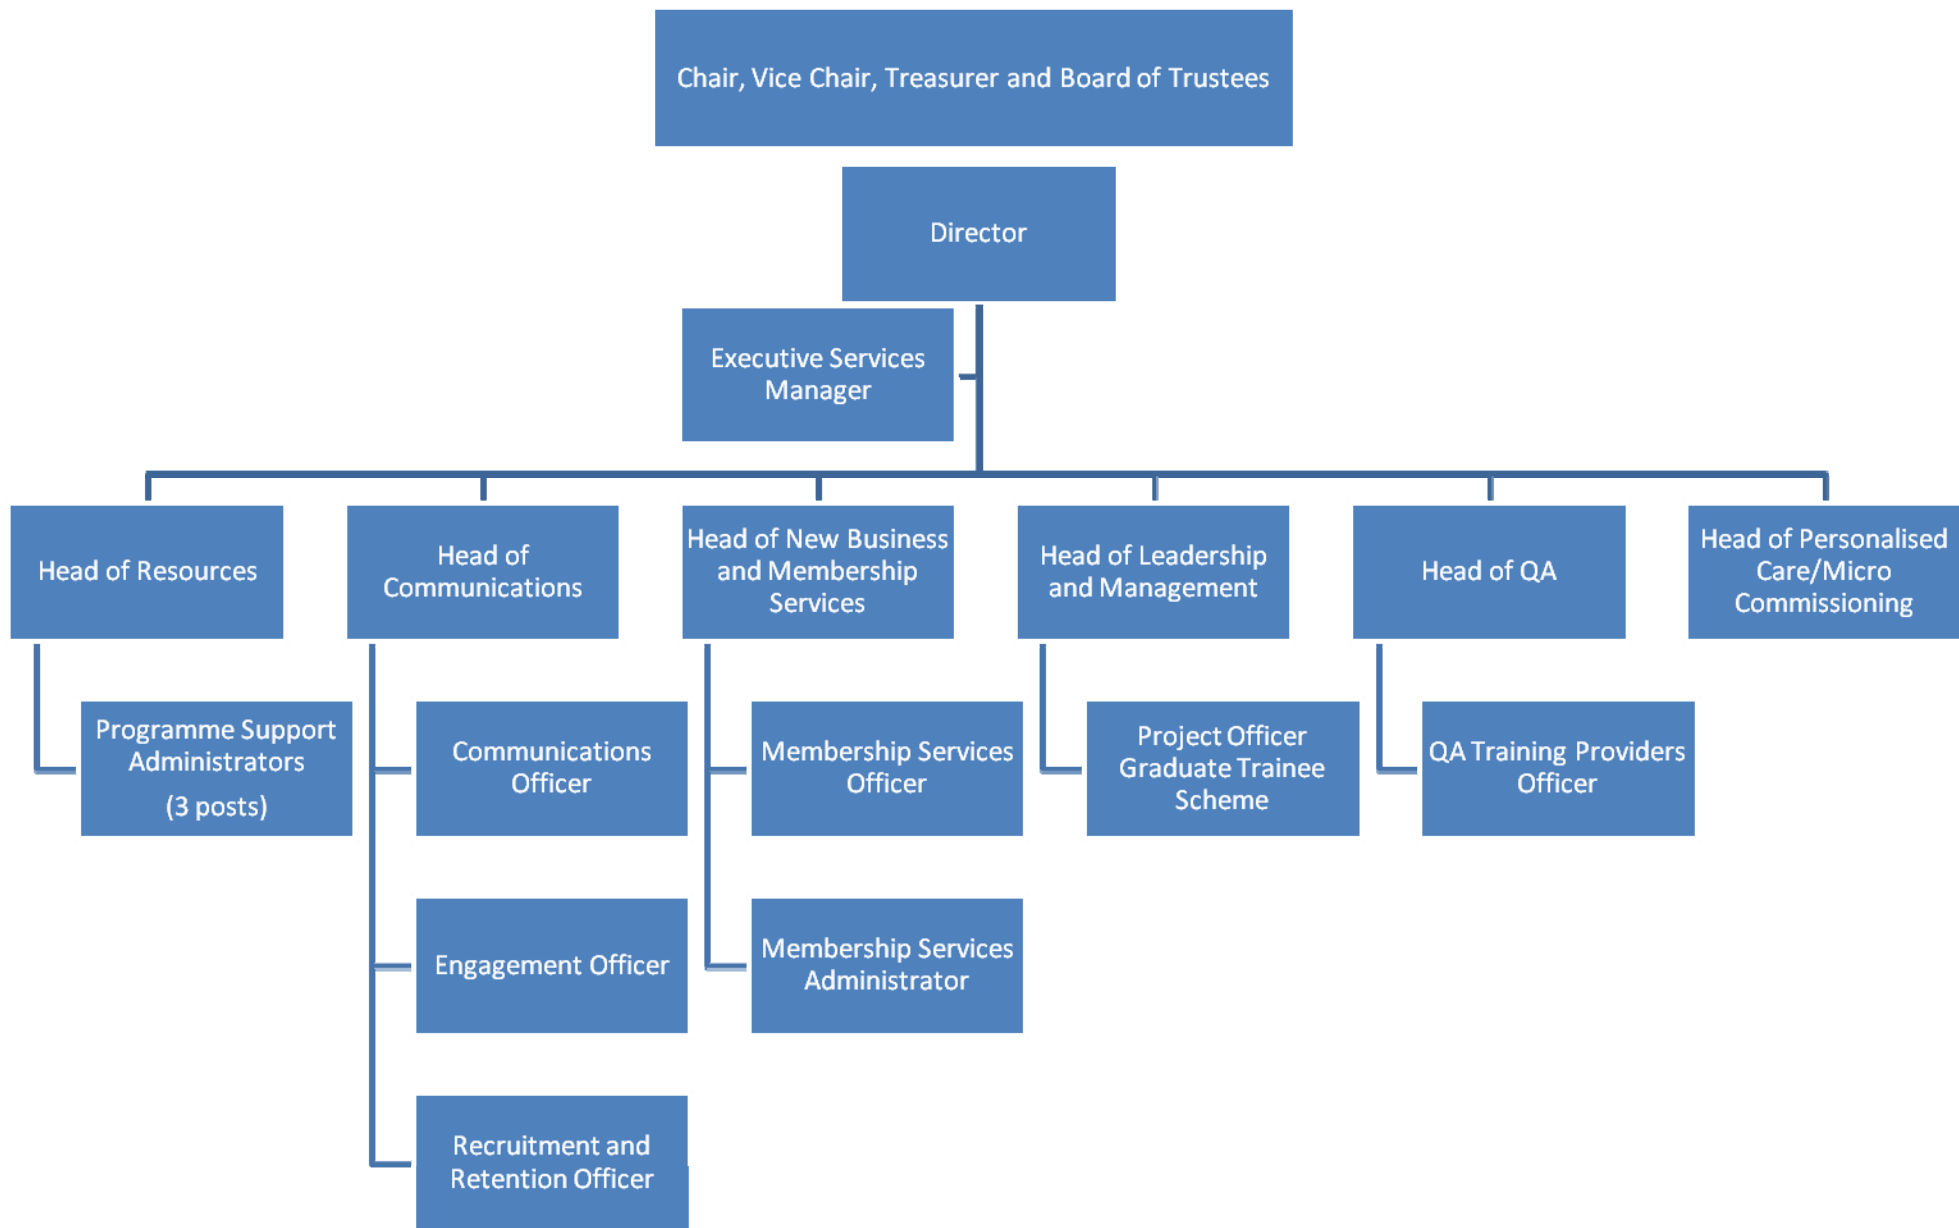 Chair, Vice Chair, Treasurer and Board of Trustees
Director
Executive Services
Manager
Head of Resources
Head of
Communications
Head of New Business
and Membership
Services
Head of Leadership
and Management
Head of QA
Head of Personalised
Care/Micro
Commissioning
Programme Support
Administrators
(3 posts)
Communications
Officer
Membership Services
Officer
Project Officer
Graduate Trainee
Scheme
QA Training Providers
Officer
Engagement Officer
Membership Services
Administrator
Recruitment and
Retention Officer